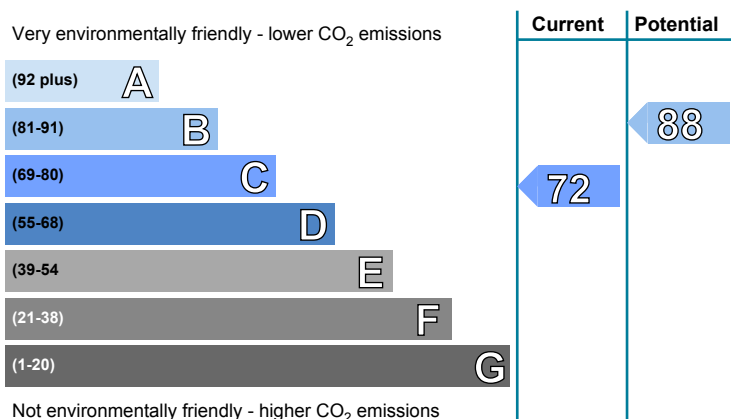 Very environmentally friendly - lower CO2 emissions
Current
Potential
(92 plus) A
(81-91) B
88
(69-80) C
72
(55-68) D
(39-54 E
(21-38) F
(1-20) G
Not environmentally friendly - higher CO2 emissions